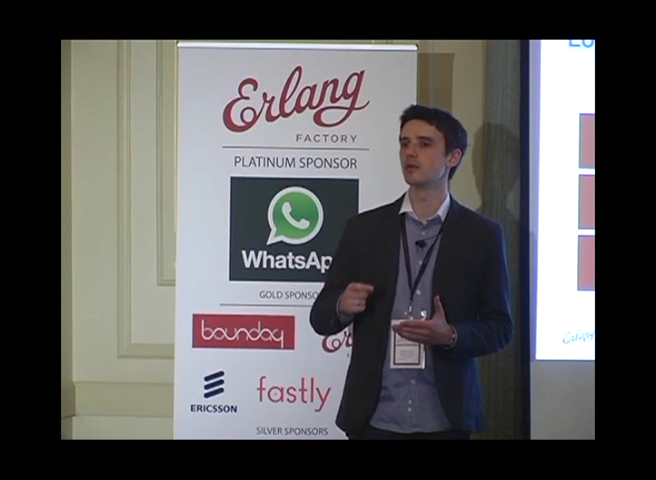 Erlang
FACTORY
PLATINUM SPONSOR
WhatsAp
GOLD SPONSO
boundary
ERICSSON
fastly
SILVER SPONSORS